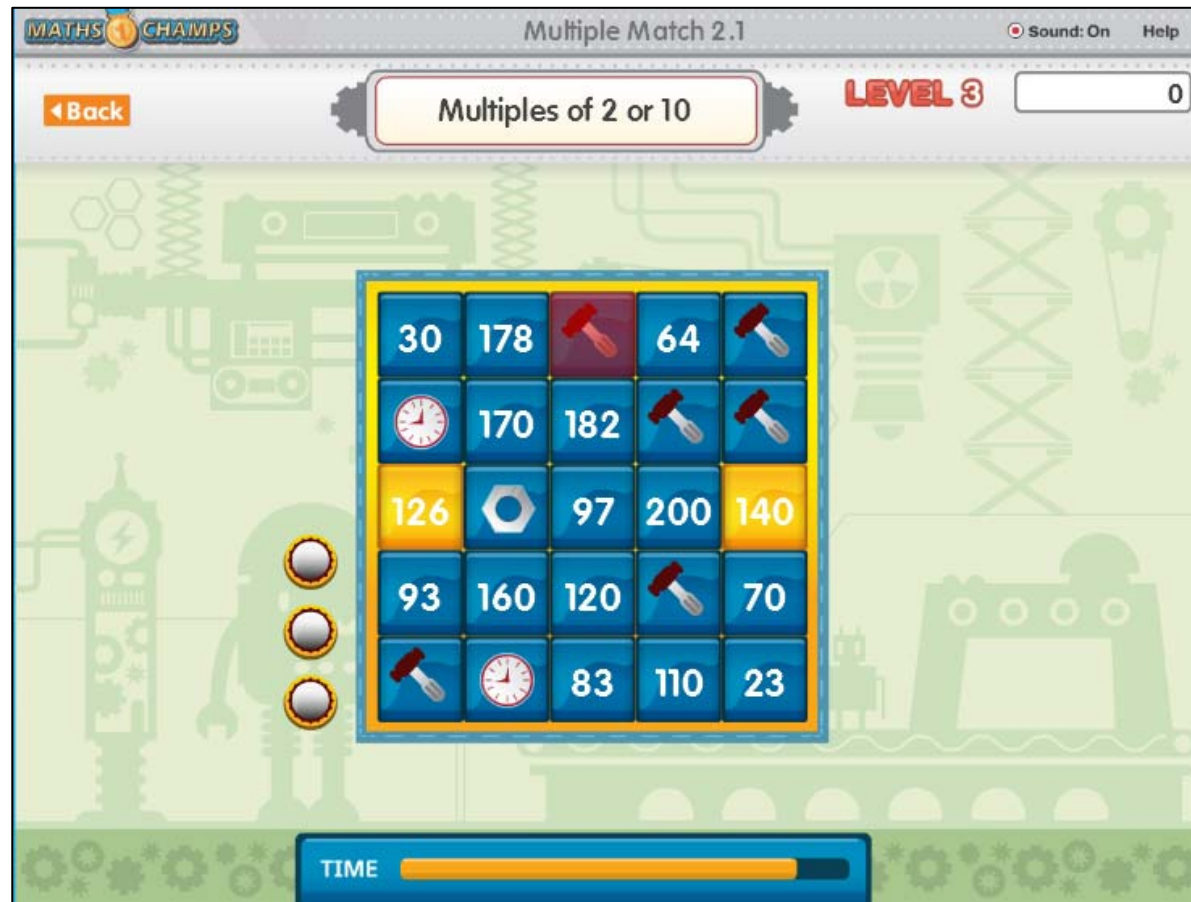 MATHS 1 CHAMPS
Multiple Match 2.1
Sound: On
Help
Back
Multiples of 2 or 10
LEVEL 3
0
30 178 64
170 182
126 97 200 140
93 160 120 70
83 110 23
TIME